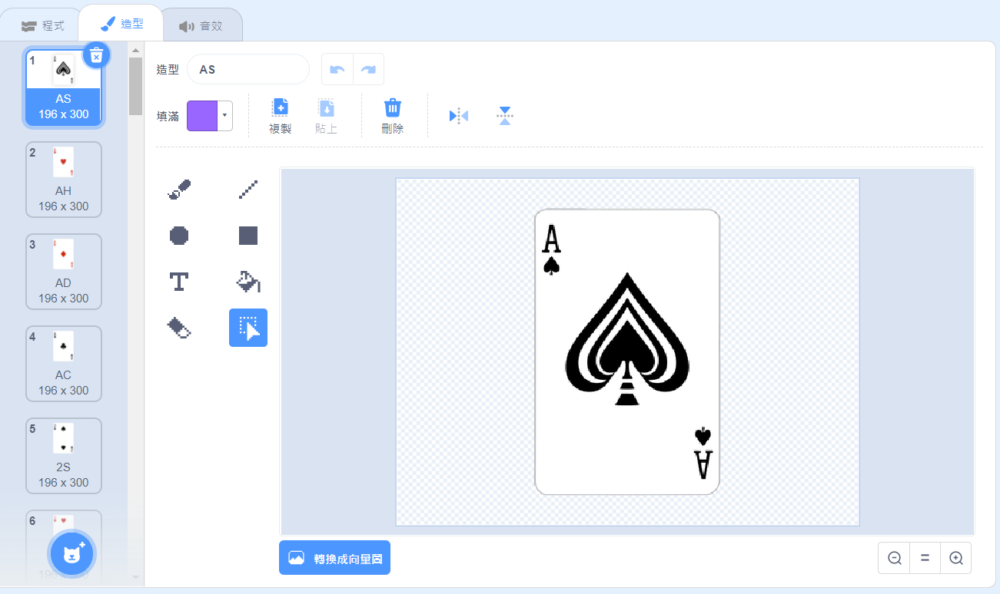 程式
造型
音效
1
AS
196 x 300
2
AH
196 x 300
3
AD
196 x 300
4
AC
196 x 300
5
2S
196 x 300
6
造型
AS
填滿
複製
貼上
刪除
T
A
A
轉換成向量圖